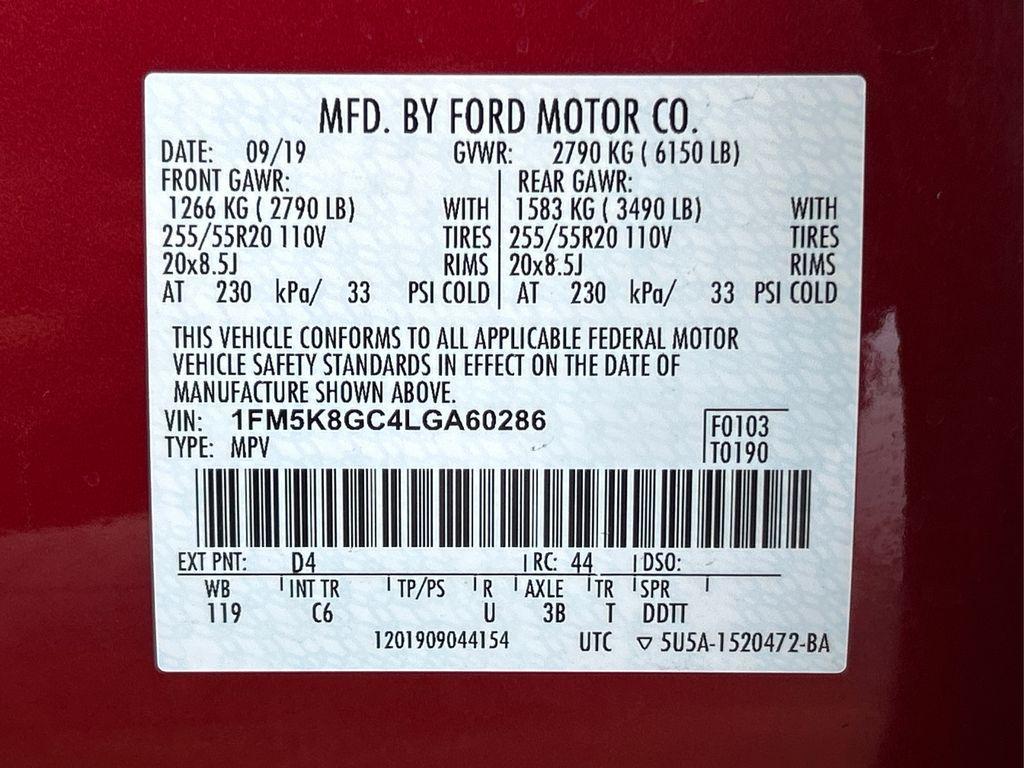 MFD. BY FORD MOTOR CO.
DATE: 09/19 GVWR: 2790 KG ( 6150 LB)
FRONT GAWR: REAR GAWR:
1266 KG ( 2790 LB) WITH 1583 KG ( 3490 LB) WITH
255/55R20 110V TIRES 255/55R20 110V TIRES
20x8.5J RIMS 20x8.5J RIMS
AT 230 kPa/ 33 PSI COLD AT 230 kPa/ 33 PSI COLD
THIS VEHICLE CONFORMS TO ALL APPLICABLE FEDERAL MOTOR
VEHICLE SAFETY STANDARDS IN EFFECT ON THE DATE OF
MANUFACTURE SHOWN ABOVE.
VIN: 1FM5K8GC4LGA60286 F0103
TYPE: MPV T0190
EXT PNT: D4 RC: 44 DSO:
WB INT TR TP/PS R AXLE TR SPR
119 C6 U 3B T DDTT
1201909044154 UTC ▽ 5U5A-1520472-BA